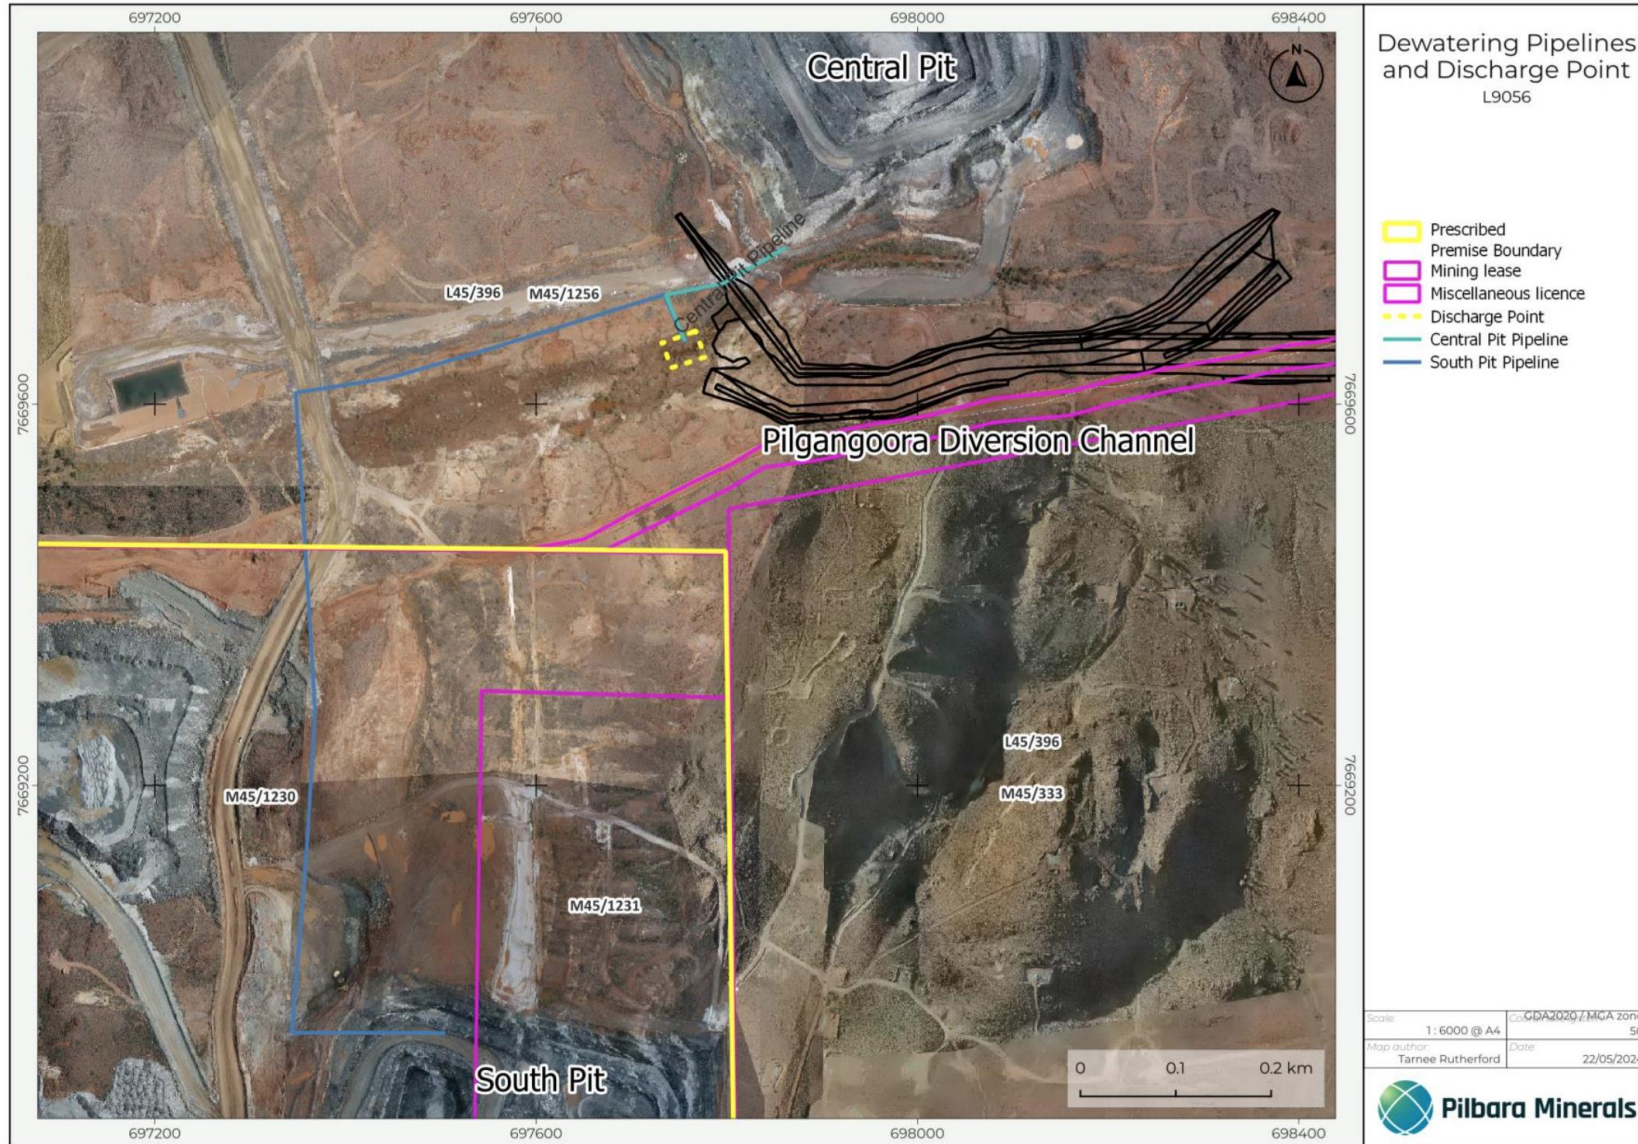 697200
697600
698000
698400
Central Pit
N
Dewatering Pipelines
and Discharge Point
L9056
Prescribed
Premise Boundary
Mining lease
Miscellaneous licence
Discharge Point
Central Pit Pipeline
South Pit Pipeline
Central Pit Pipeline
L45/396
M45/1256
7669600
7669600
Pilgangoora Diversion Channel
L45/396
M45/333
7669200
7669200
M45/1230
M45/1231
South Pit
0
0.1
0.2 km
697200
697600
698000
698400
Scale:
1 : 6000 @ A4
GDA2020 / MGA zone
Map author:
Tarnee Rutherford
Date:
22/05/2024
Pilbara Minerals